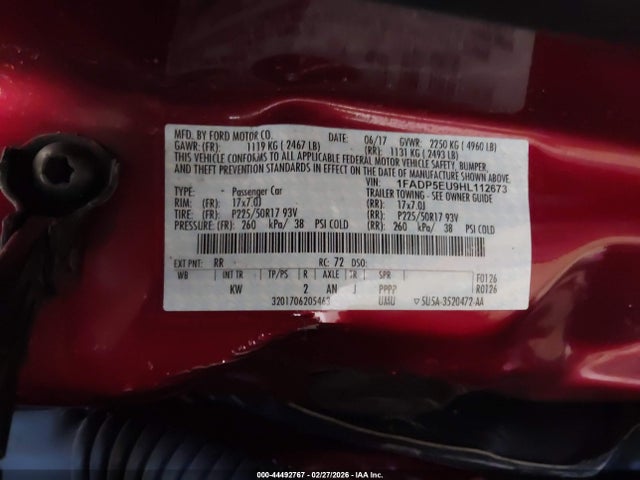 MFD. BY FORD MOTOR CO. DATE: 06/17 GVWR: 2250 KG ( 4960 LB)
GAWR: (FR): 1119 KG ( 2467 LB) (RR): 1131 KG ( 2493 LB)
THIS VEHICLE CONFORMS TO ALL APPLICABLE FEDERAL MOTOR VEHICLE SAFETY, BUMPER,
AND THEFT PREVENTION STANDARDS IN EFFECT ON THE DATE OF MANUFACTURE SHOWN ABOVE.
VIN: 1FADP5EU9HL112673
TYPE: - Passenger Car TRAILER TOWING - SEE OWNER GUIDE
RIM: (FR): 17x7.0J (RR): 17x7.0J
TIRE: (FR): P225/50R17 93V (RR): P225/50R17 93V
PRESSURE: (FR): 260 kPa/ 38 PSI COLD (RR): 260 kPa/ 38 PSI COLD
EXT PNT: RR RC: 72 DSO:
WB INT TR TP/PS R AXLE TR SPR F0126
KW 2 AN J PPPP R0126
3201706205463 UA5U 5U5A-3520472-AA
000-44492767 - 02/27/2026 - IAA Inc.